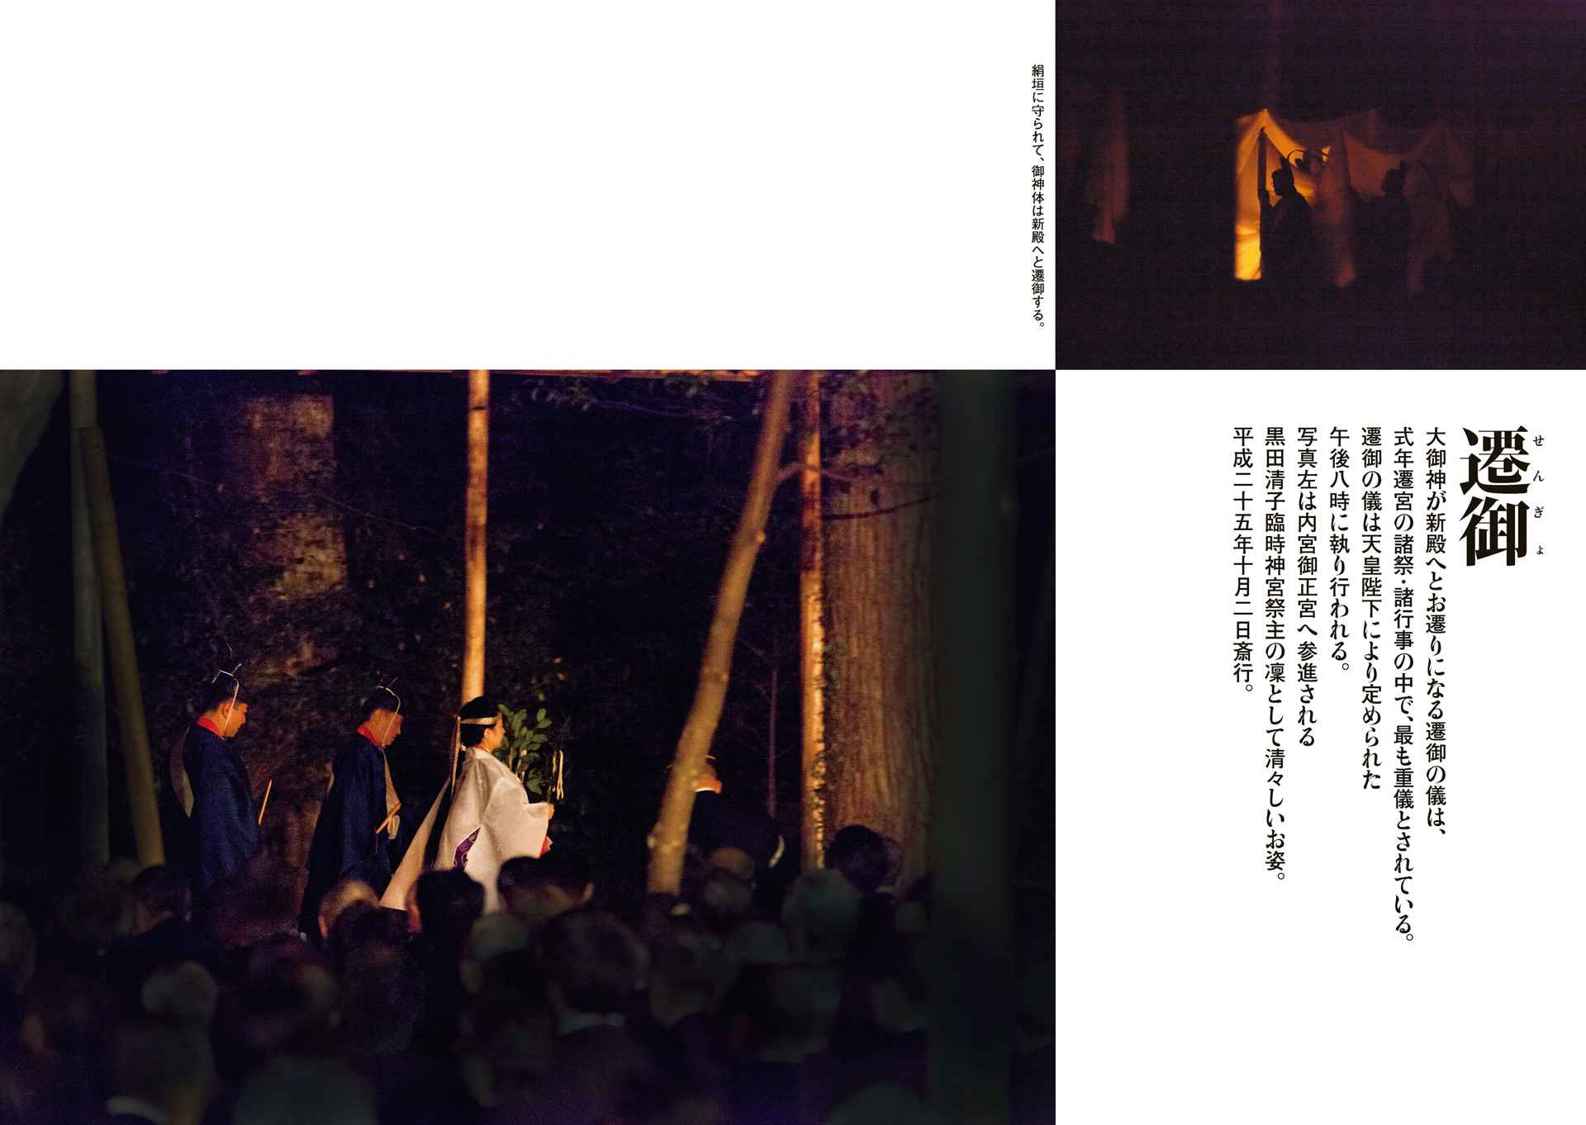 遷御
せんぎょ
大御神が新殿へとお遷りになる遷御の儀は、
式年遷宮の諸祭・諸行事の中で、最も重儀とされている。
遷御の儀は天皇陛下により定められた
午後八時に執り行われる。
写真左は内宮御正宮へ参進される
黒田清子臨時神宮祭主の凜として清々しいお姿。
平成二十五年十月二日斎行。
絹垣に守られて、御神体は新殿へと遷御する。